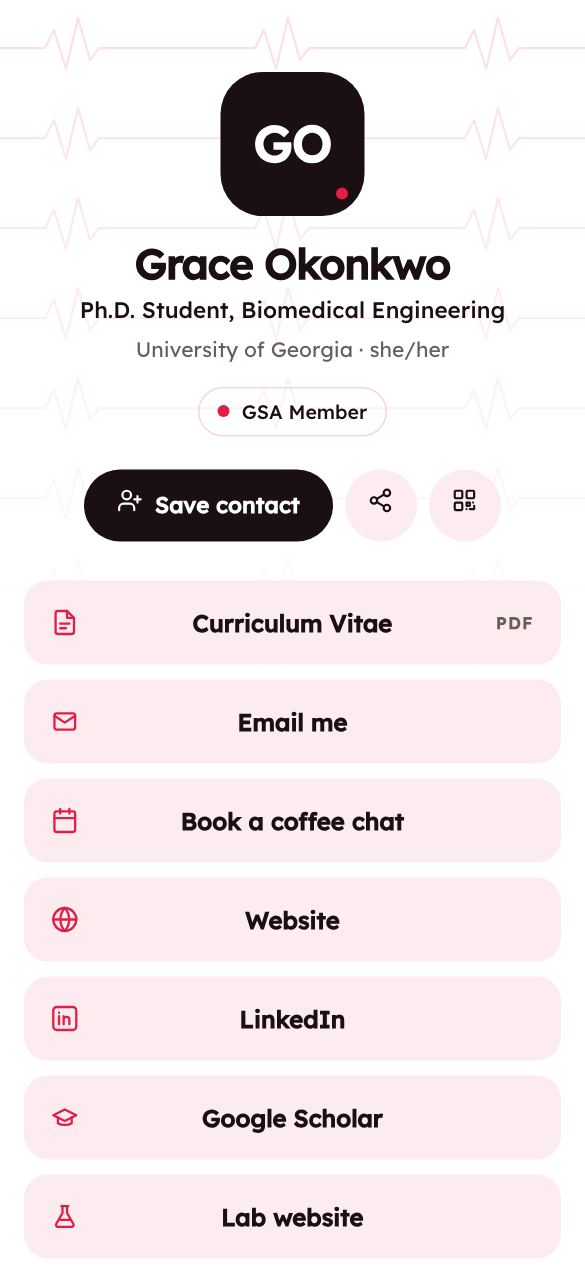 GO
Grace Okonkwo
Ph.D. Student, Biomedical Engineering
University of Georgia · she/her
GSA Member
Save contact
Curriculum Vitae PDF
Email me
Book a coffee chat
Website
LinkedIn
Google Scholar
Lab website